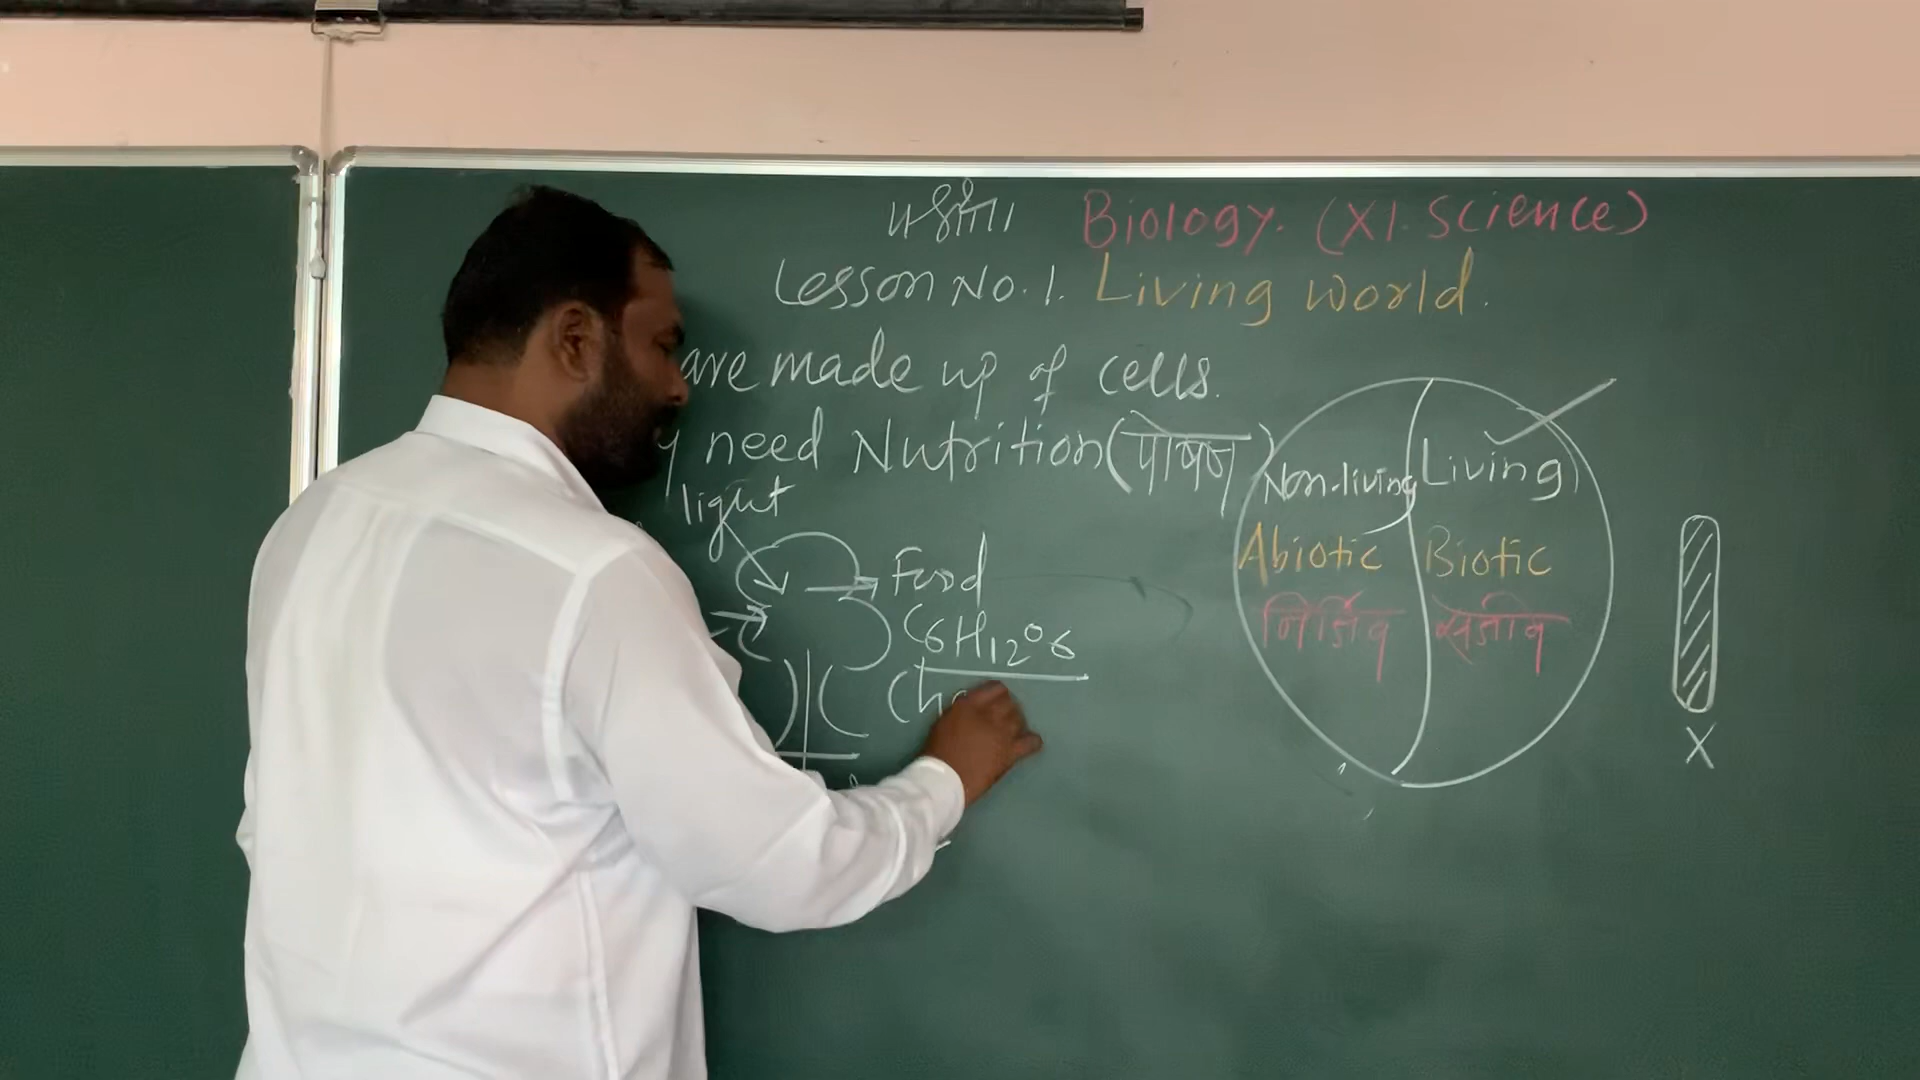 Biology. (XI. Science)
Lesson No. 1. Living World.
are made up of cells.
need Nutrition (पोषण)
light
Food
C6H12O6
Non-living Living
Abiotic Biotic
निर्जिव सजीव
X